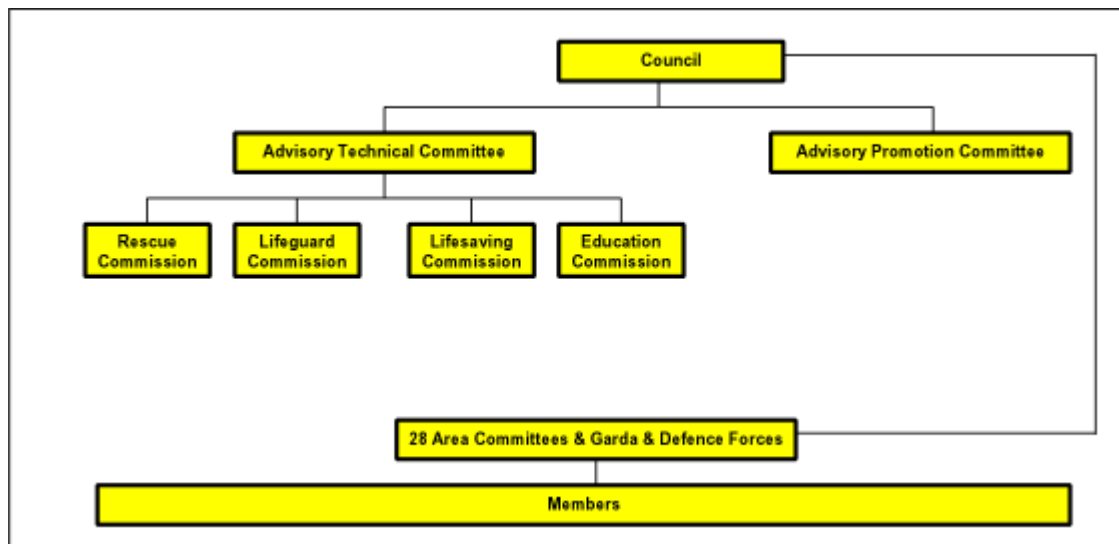 Council
Advisory Technical Committee
Advisory Promotion Committee
Rescue
Commission
Lifeguard
Commission
Lifesaving
Commission
Education
Commission
28 Area Committees & Garda & Defence Forces
Members